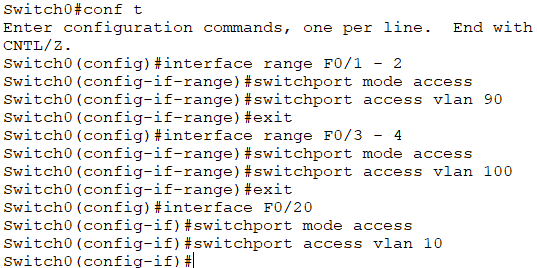 Switch0#conf t
Enter configuration commands, one per line.  End with
CNTL/Z.
Switch0(config)#interface range F0/1 - 2
Switch0(config-if-range)#switchport mode access
Switch0(config-if-range)#switchport access vlan 90
Switch0(config-if-range)#exit
Switch0(config)#interface range F0/3 - 4
Switch0(config-if-range)#switchport mode access
Switch0(config-if-range)#switchport access vlan 100
Switch0(config-if-range)#exit
Switch0(config)#interface F0/20
Switch0(config-if)#switchport mode access
Switch0(config-if)#switchport access vlan 10
Switch0(config-if)#